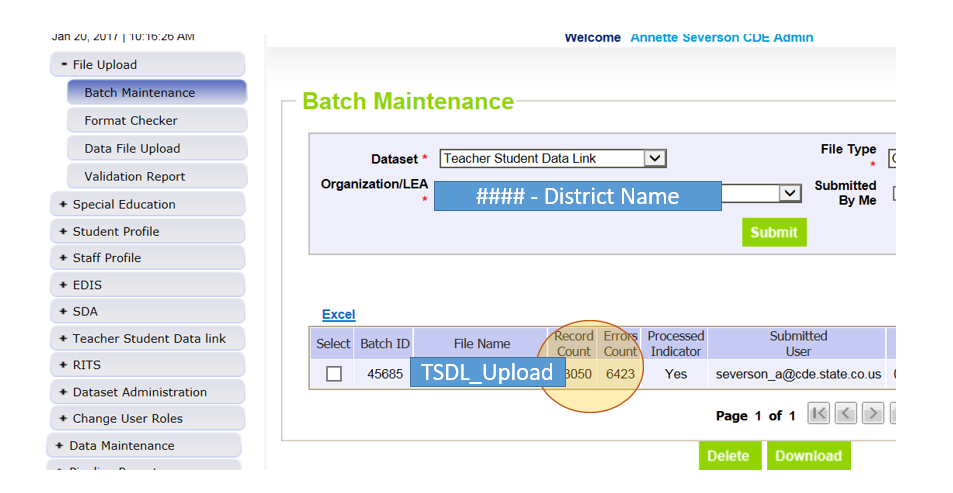 Jan 20, 2017 | 10:16:26 AM
Welcome Annette Severson CDE Admin
- File Upload
Batch Maintenance
Format Checker
Data File Upload
Validation Report
+ Special Education
+ Student Profile
+ Staff Profile
+ EDIS
+ SDA
+ Teacher Student Data link
+ RITS
+ Dataset Administration
+ Change User Roles
+ Data Maintenance
Batch Maintenance
Dataset * Teacher Student Data Link
File Type *
Organization/LEA * #### - District Name
Submitted By Me
Submit
Excel
Select Batch ID File Name Record Count Errors Count Processed Indicator Submitted User
45685 TSDL_Upload 3050 6423 Yes severson_a@cde.state.co.us
Page 1 of 1
Delete Download